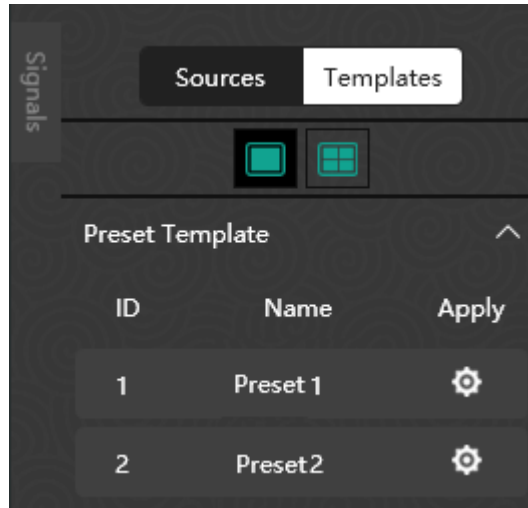 Signals
Sources Templates
Preset Template
ID Name Apply
1 Preset 1
2 Preset2